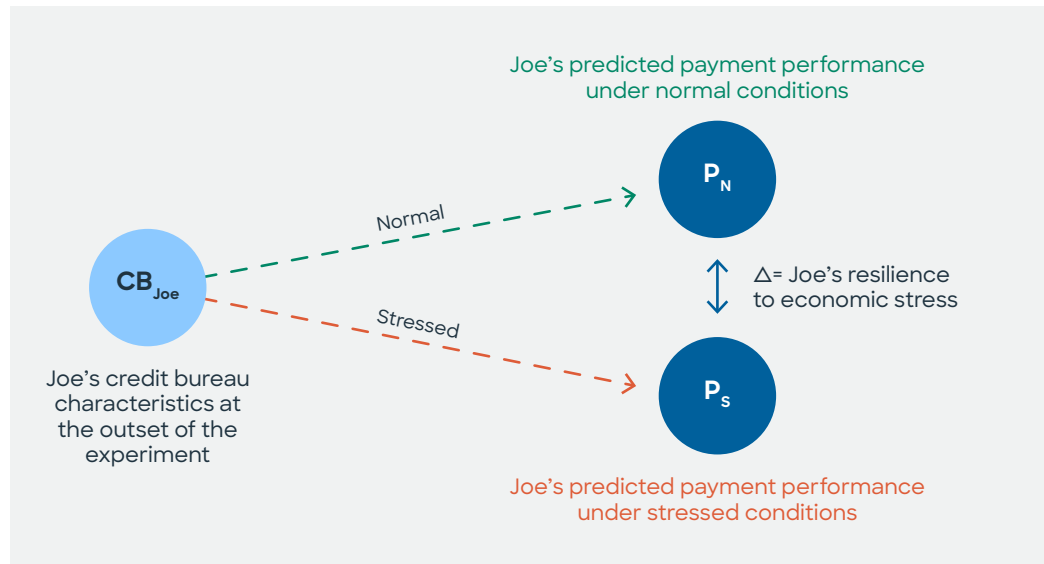 Joe's predicted payment performance
under normal conditions
P_N
Normal
CB_Joe
Δ= Joe's resilience
to economic stress
Stressed
Joe's credit bureau
characteristics at
the outset of the
experiment
P_S
Joe's predicted payment performance
under stressed conditions